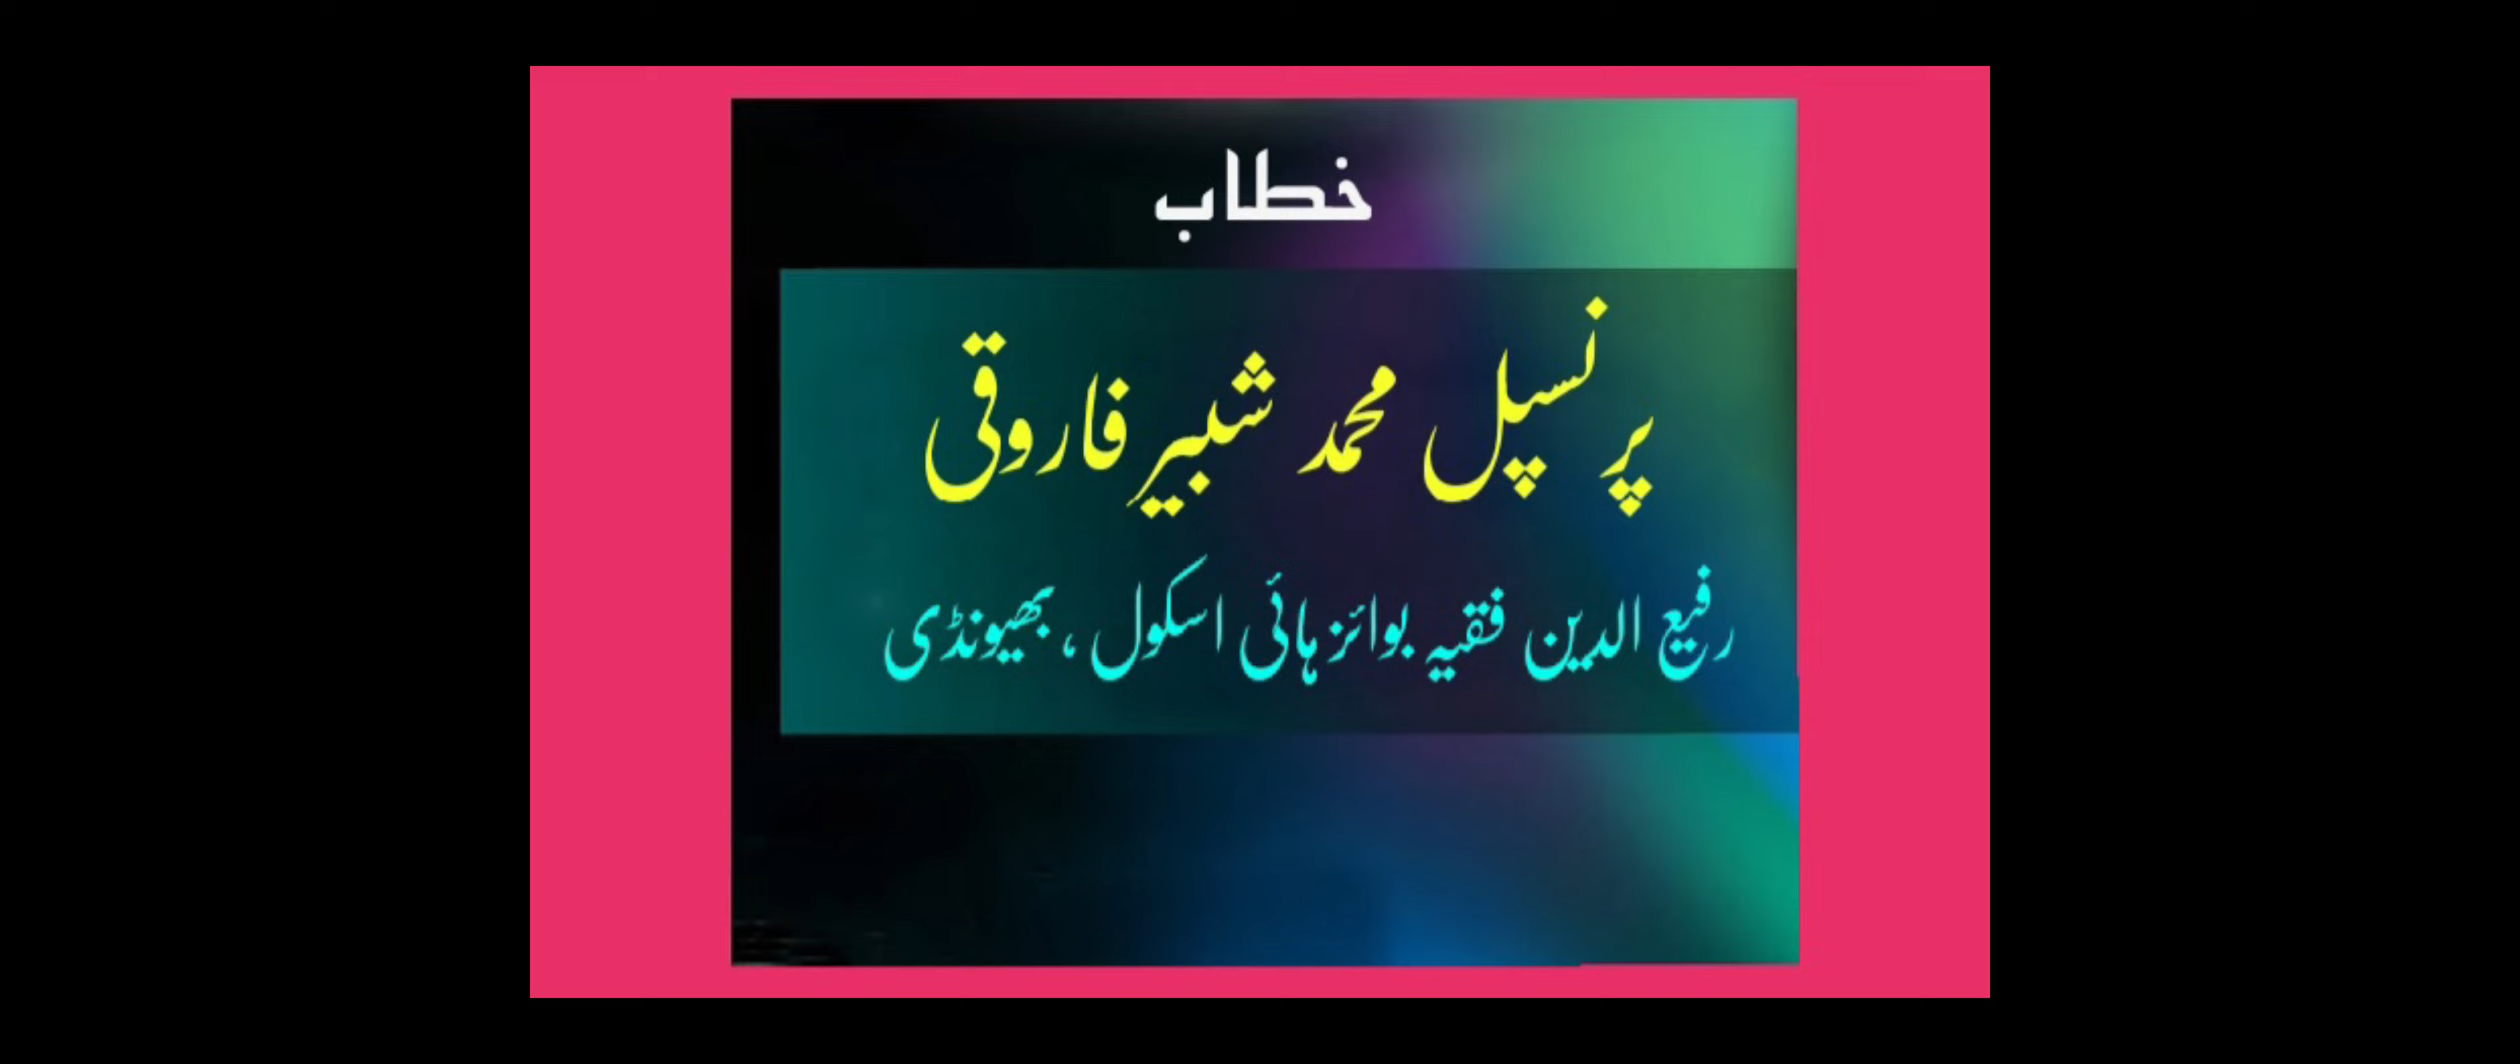 خطاب
پرنسپل محمد شبیر فاروقی
رفیع الدین فقیہ بوائز ہائی اسکول ، بھیونڈی